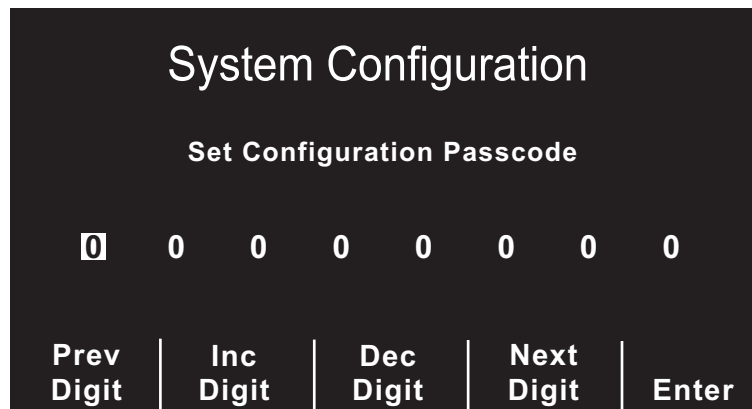 System Configuration
Set Configuration Passcode
0 0 0 0 0 0 0 0
Prev Digit
Inc Digit
Dec Digit
Next Digit
Enter